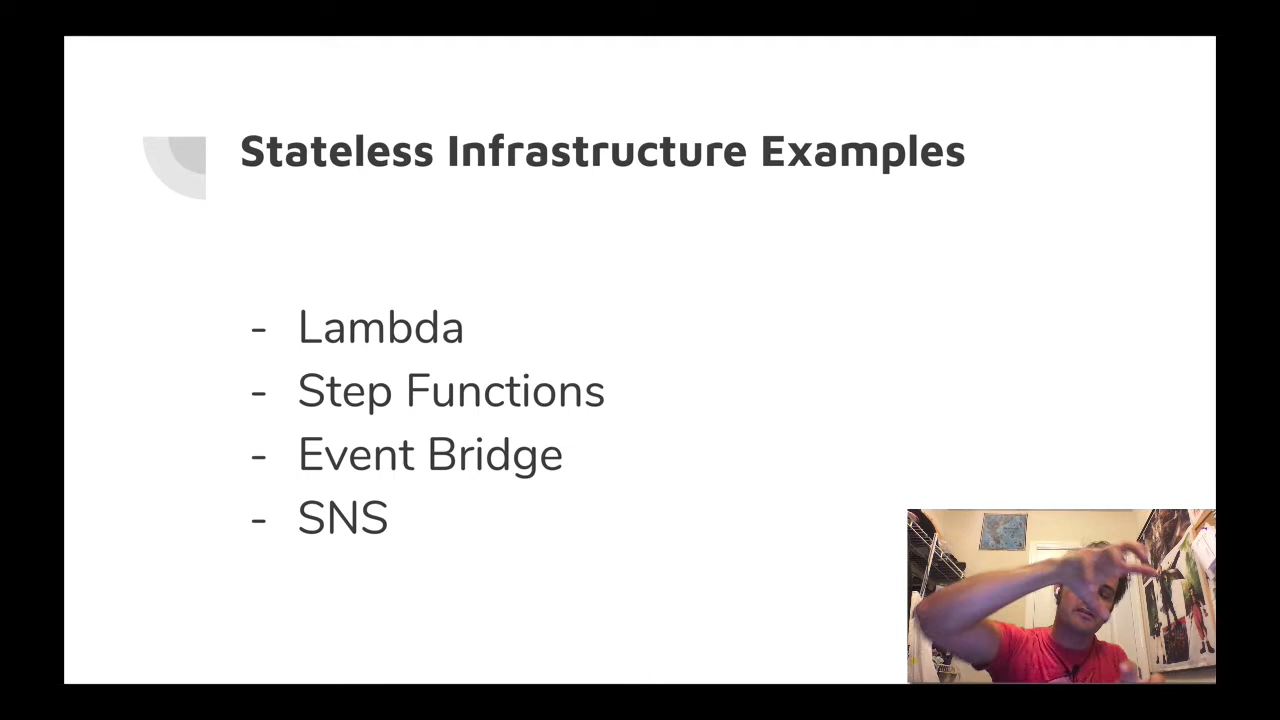 Stateless Infrastructure Examples
- Lambda
- Step Functions
- Event Bridge
- SNS